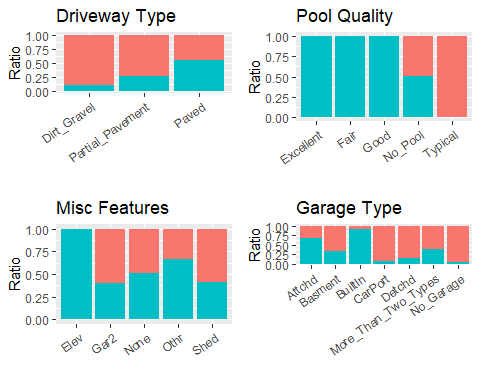 Driveway Type
Ratio
1.00
0.75
0.50
0.25
0.00
Dirt_Gravel
Partial_Pavement
Paved
Pool Quality
Ratio
1.00
0.75
0.50
0.25
0.00
Excellent
Fair
Good
No_Pool
Typical
Misc Features
Ratio
1.00
0.75
0.50
0.25
0.00
Elev
Gar2
None
Othr
Shed
Garage Type
Ratio
1.00
0.75
0.50
0.25
0.00
Attchd
Basment
BuiltIn
CarPort
Detchd
More_Than_Two_Types
No_Garage